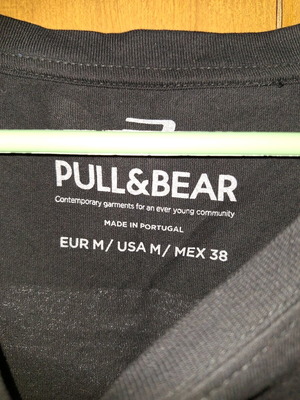 PULL&BEAR
Contemporary garments for an ever young community
MADE IN PORTUGAL
EUR M/ USA M/ MEX 38